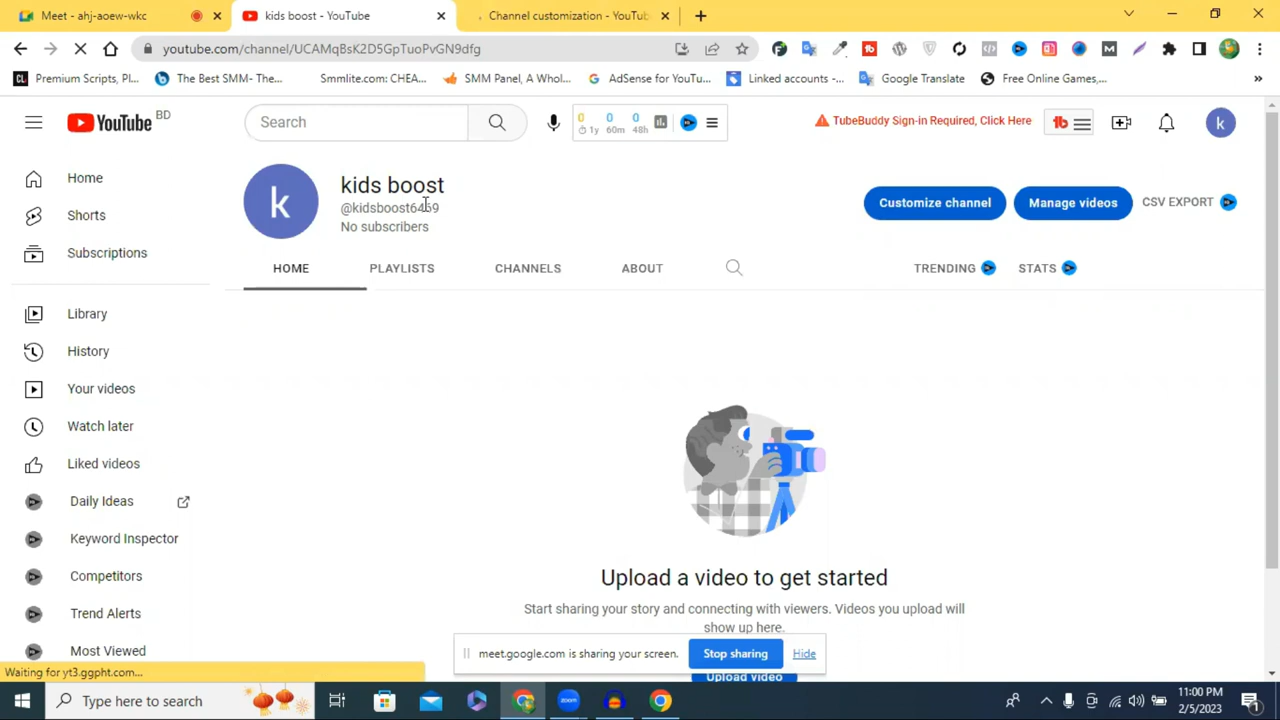 Meet - ahj-aoew-wkc
kids boost - YouTube
Channel customization - YouTub
youtube.com/channel/UCAMqBsK2D5GpTuoPvGN9dfg
CL Premium Scripts, Pl...
The Best SMM- The...
Smmlite.com: CHEA...
SMM Panel, A Whol...
AdSense for YouTu...
Linked accounts -...
Google Translate
Free Online Games,...
»
YouTube BD
Search
0 0 0
1y 60m 48h
TubeBuddy Sign-in Required, Click Here
tb
k
Home
Shorts
Subscriptions
Library
History
Your videos
Watch later
Liked videos
Daily Ideas
Keyword Inspector
Competitors
Trend Alerts
Most Viewed
k
kids boost
@kidsboost6469
No subscribers
Customize channel
Manage videos
CSV EXPORT
HOME
PLAYLISTS
CHANNELS
ABOUT
TRENDING
STATS
Upload a video to get started
Start sharing your story and connecting with viewers. Videos you upload will
show up here.
meet.google.com is sharing your screen.
Stop sharing
Hide
Upload video
Waiting for yt3.ggpht.com...
Type here to search
zoom
11:00 PM
2/5/2023
1